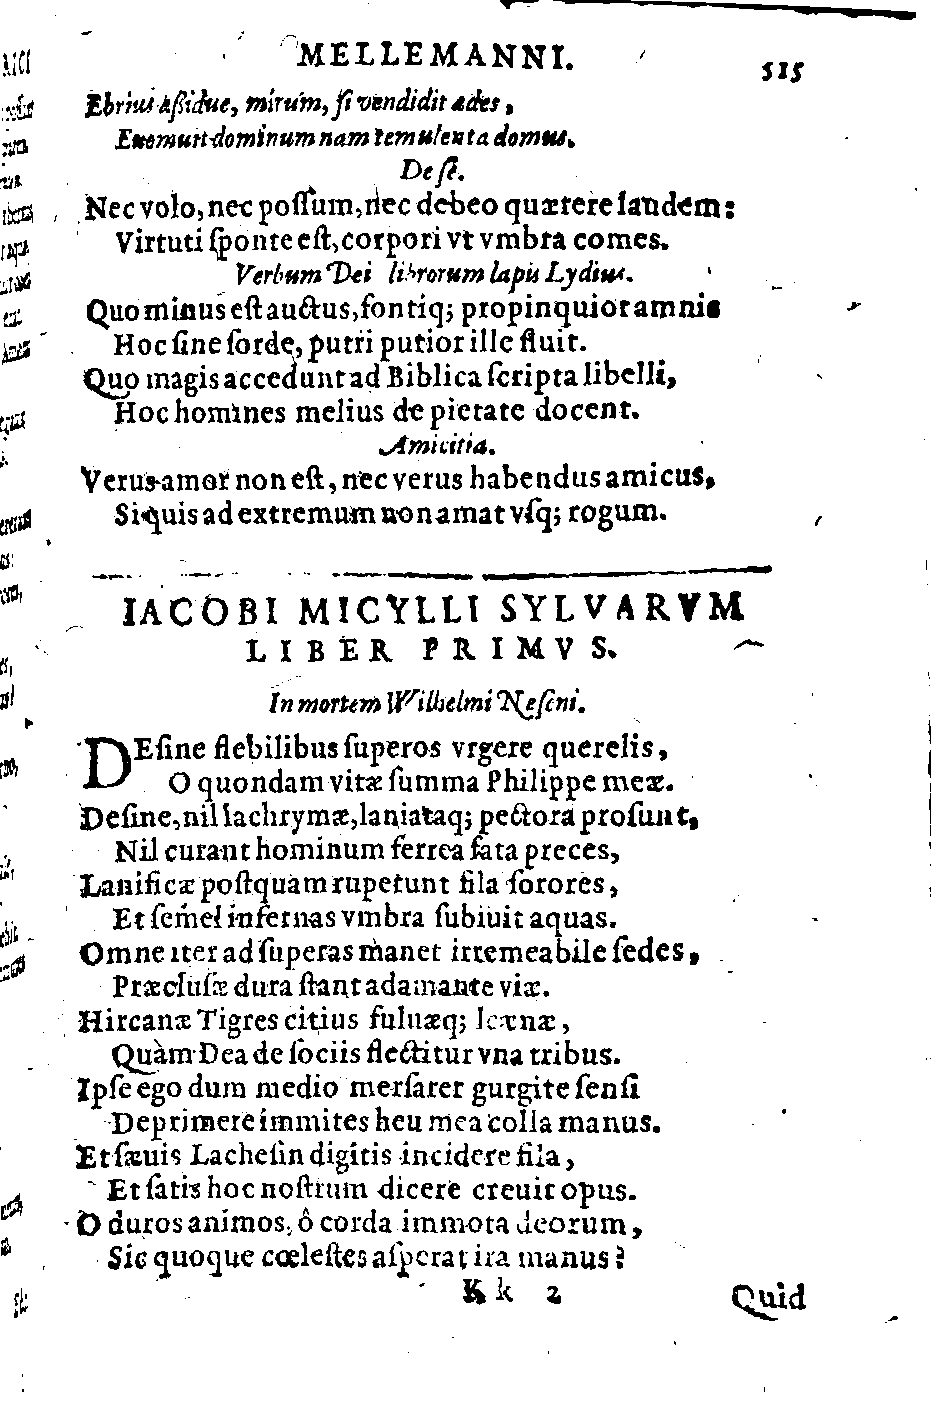 MELLEMANNI. 515
Ebrius aſsidue, mirum, ſi vendidit ædes,
Euomuit dominum nam temulenta domus.
De ſe.
Nec volo, nec poſſum, nec debeo quærere laudem:
Virtuti ſponte eſt, corpori vt vmbra comes.
Verbum Dei librorum lapis Lydius.
Quo minus eſt auctus, fontiq; propinquior amnis
Hoc ſine ſorde, putri putior ille fluit.
Quo magis accedunt ad Biblica ſcripta libelli,
Hoc homines melius de pietate docent.
Amicitia.
Verus amor non eſt, nec verus habendus amicus,
Si quis ad extremum non amat vſq; rogum.
IACOBI MICYLLI SYLVARVM
LIBER PRIMVS.
In mortem Wilhelmi Neſeni.
DEſine flebilibus ſuperos vrgere querelis,
O quondam vitæ ſumma Philippe meæ.
Deſine, nil lachrymæ, laniataq; pectora proſunt,
Nil curant hominum ferrea fata preces,
Lanificæ poſtquam rupetunt fila ſorores,
Et ſemel infernas vmbra ſubiuit aquas.
Omne iter ad ſuperas manet irremeabile ſedes,
Præcluſæ dura ſtant adamante viæ.
Hircanæ Tigres citius fuluæq; leænæ,
Quàm Dea de ſociis flectitur vna tribus.
Ipſe ego dum medio merſarer gurgite ſenſi
Deprimere immites heu mea colla manus.
Et ſæuis Lacheſin digitis incidere fila,
Et ſatis hoc noſtrum dicere creuit opus.
O duros animos, ô corda immota deorum,
Sic quoque cœleſtes aſperat ira manus?
Kk 2 Quid